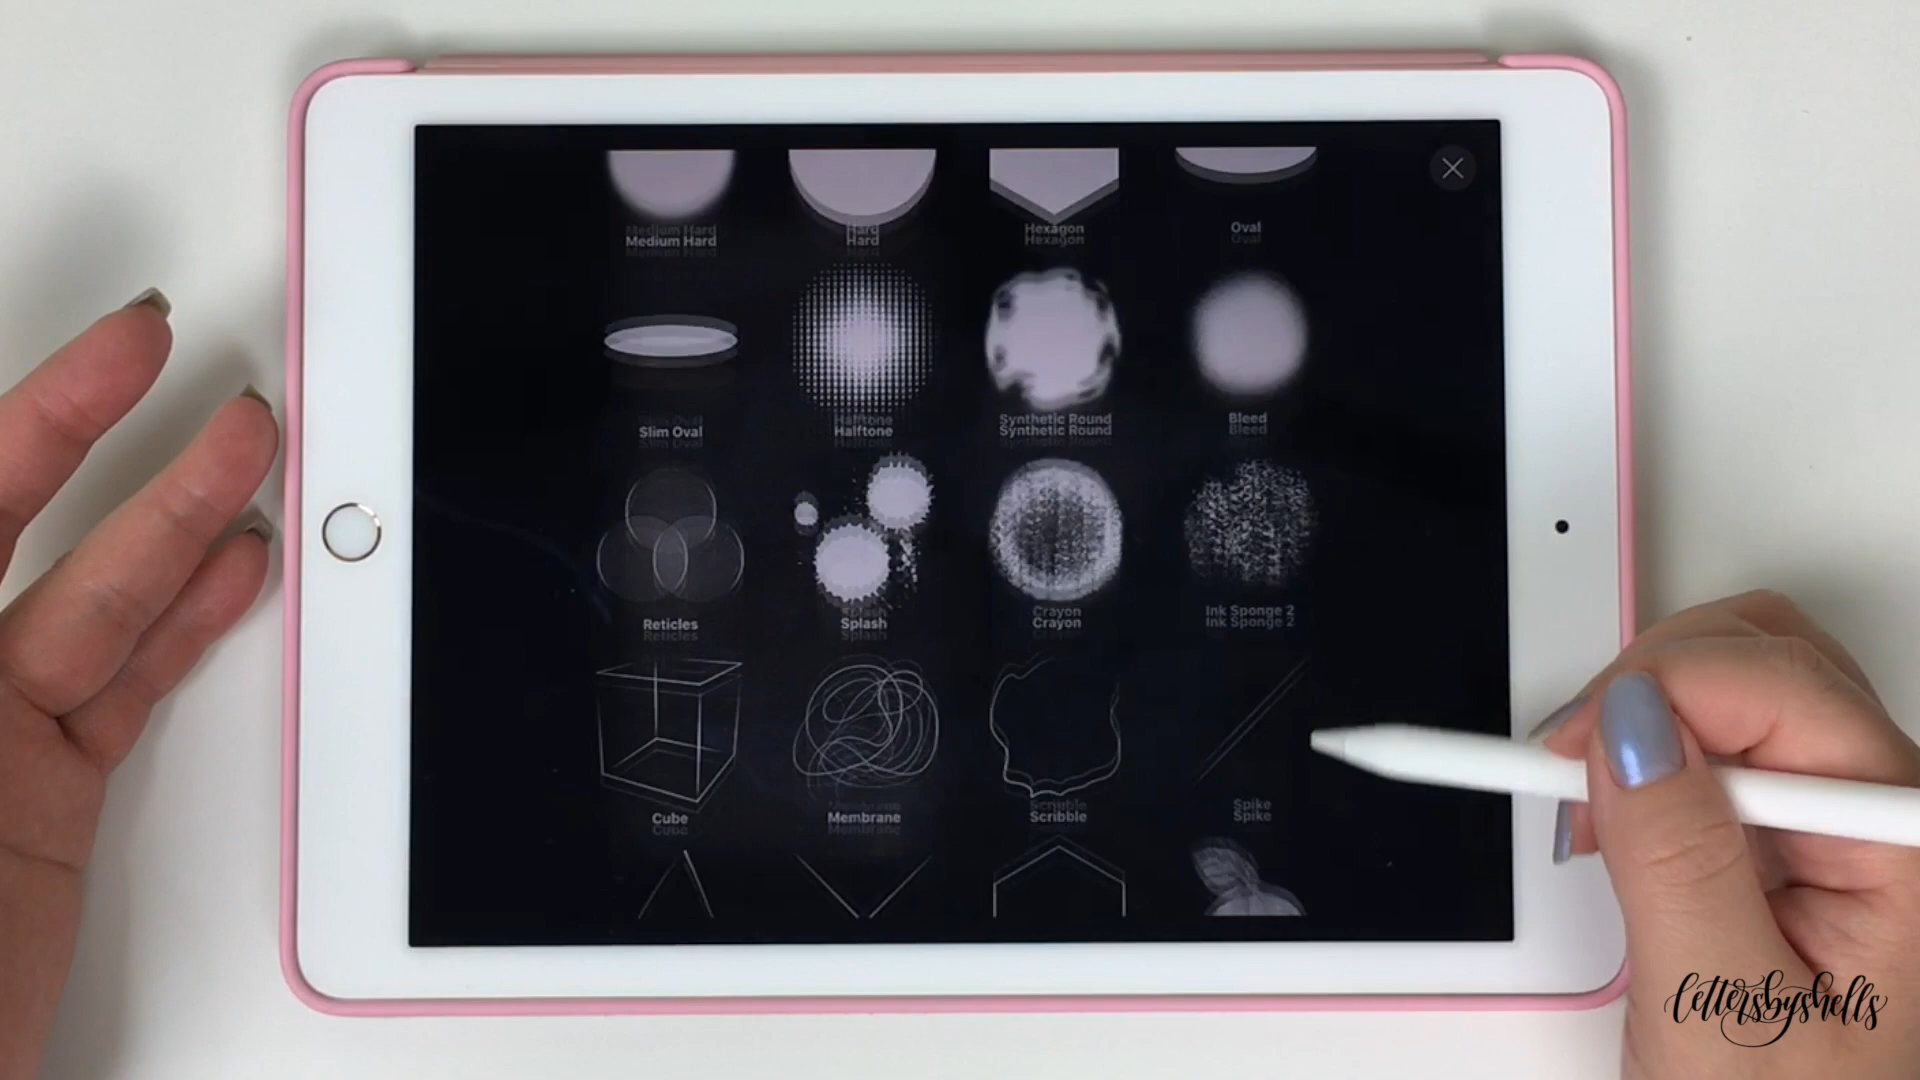 Medium Hard
Hard
Hexagon
Oval
Slim Oval
Halftone
Synthetic Round
Bleed
Reticles
Splash
Crayon
Ink Sponge 2
Cube
Membrane
Scribble
Spike
lettersbyshells